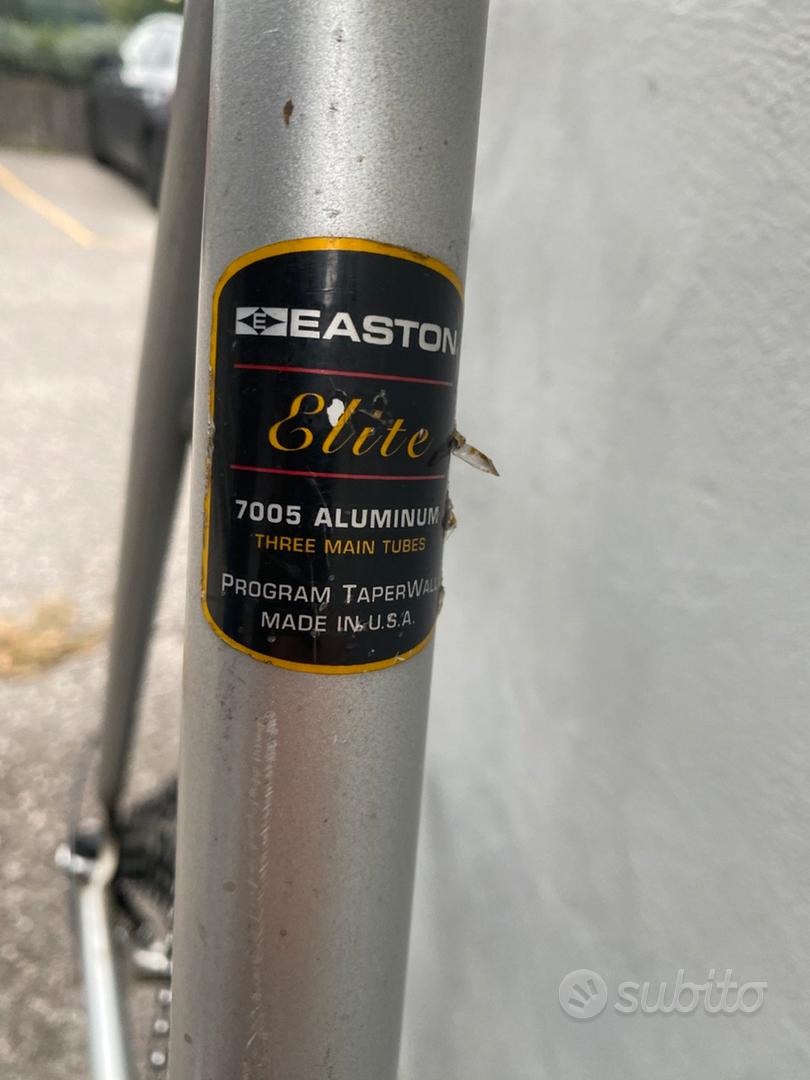 E EASTON
Elite
7005 ALUMINUM
THREE MAIN TUBES
PROGRAM TAPERWALL
MADE IN U.S.A.
subito